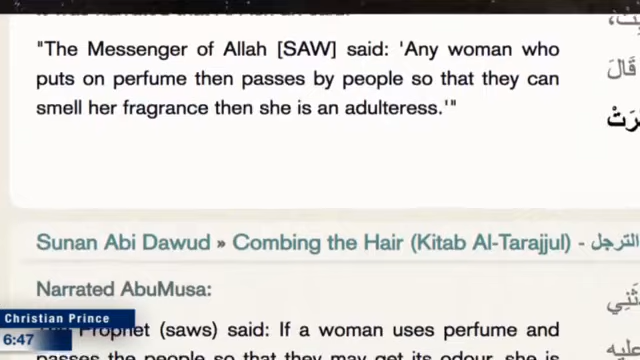 "The Messenger of Allah [SAW] said: 'Any woman who
puts on perfume then passes by people so that they can
smell her fragrance then she is an adulteress.'"
قَالَ
Sunan Abi Dawud » Combing the Hair (Kitab Al-Tarajjul) - الترجل
Narrated AbuMusa:
Christian Prince
6:47
Prophet (saws) said: If a woman uses perfume and
passes the people so that they may get its odour, she is